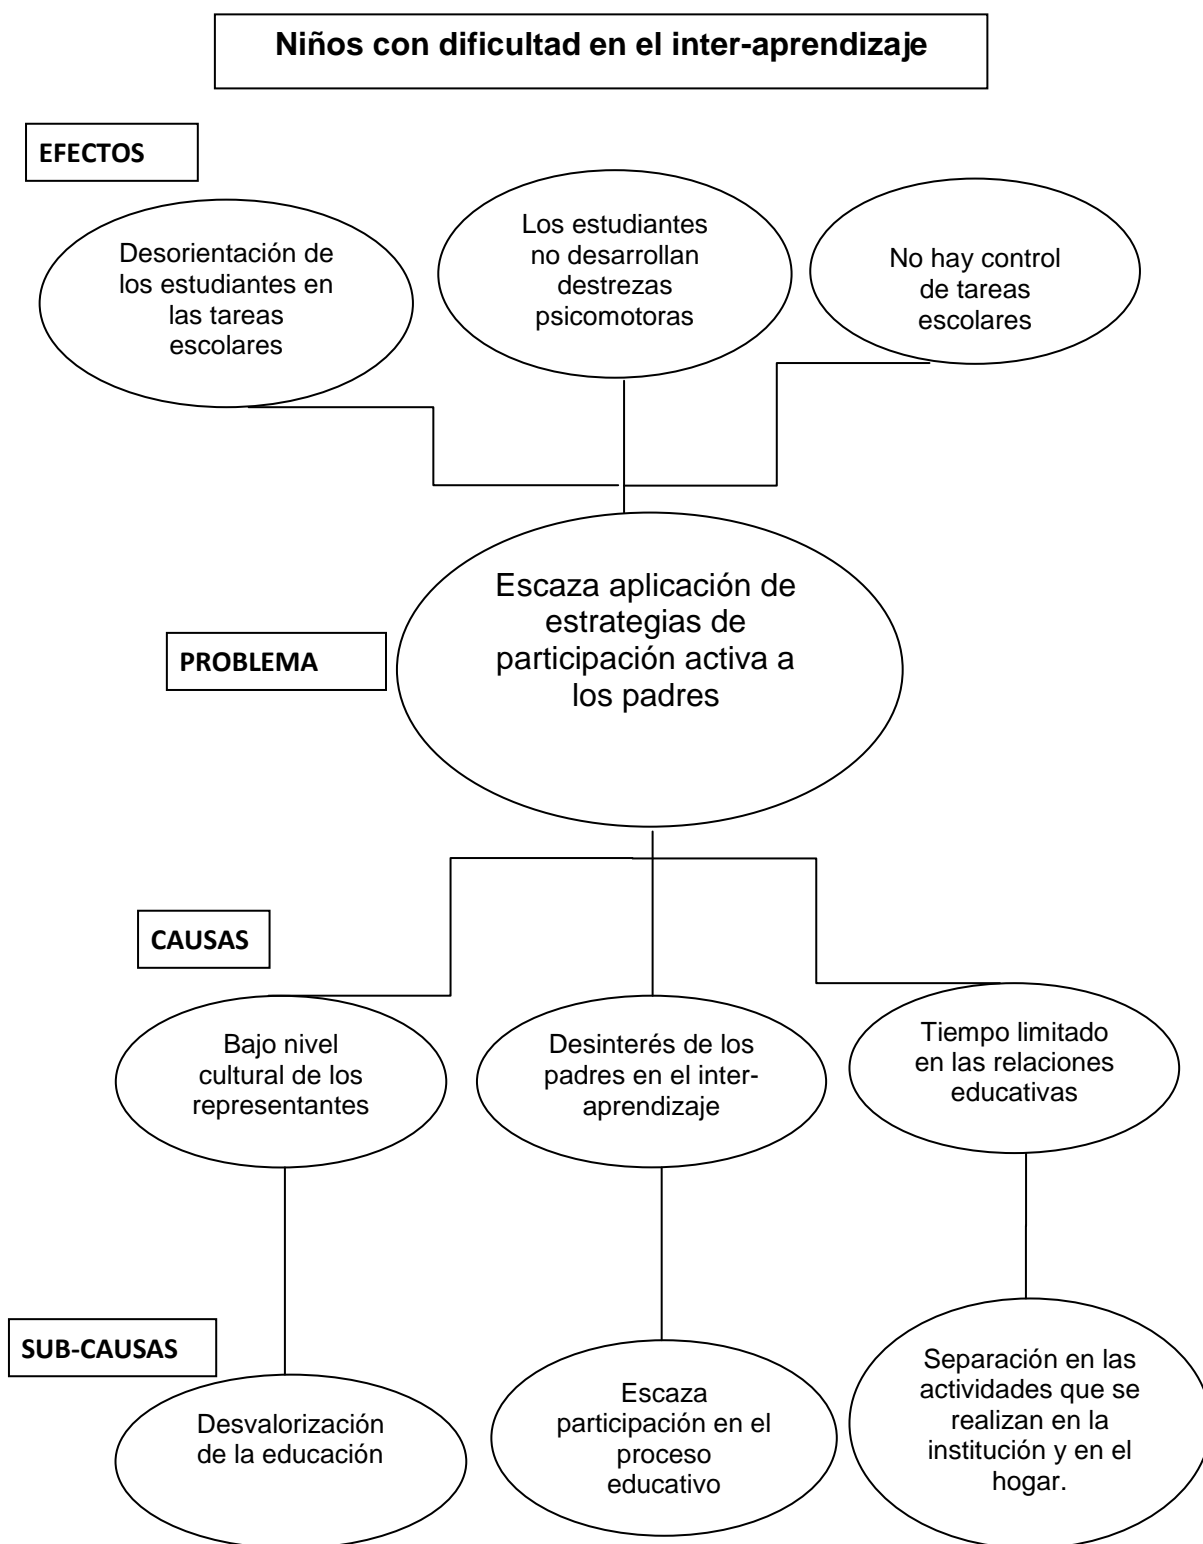 Niños con dificultad en el inter-aprendizaje
EFECTOS
Desorientación de
los estudiantes en
las tareas
escolares
Los estudiantes
no desarrollan
destrezas
psicomotoras
No hay control
de tareas
escolares
PROBLEMA
Escaza aplicación de
estrategias de
participación activa a
los padres
CAUSAS
Bajo nivel
cultural de los
representantes
Desinterés de los
padres en el inter-
aprendizaje
Tiempo limitado
en las relaciones
educativas
SUB-CAUSAS
Desvalorización
de la educación
Escaza
participación en el
proceso
educativo
Separación en las
actividades que se
realizan en la
institución y en el
hogar.